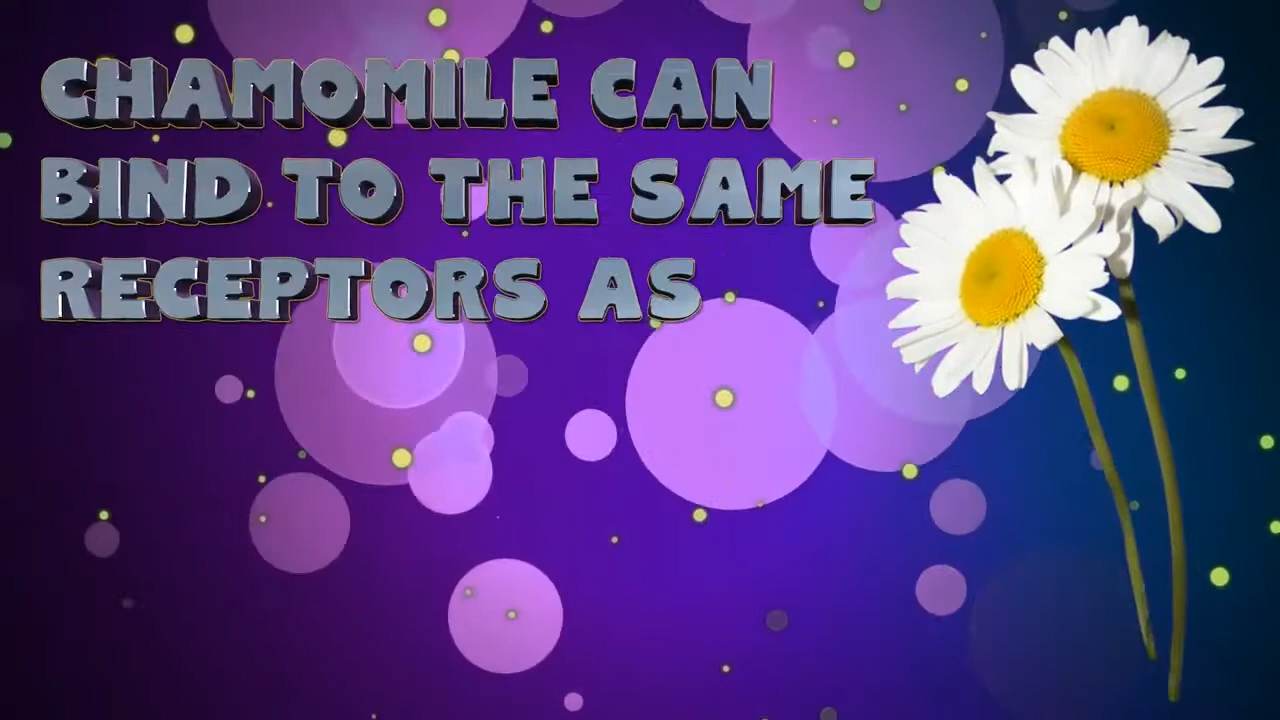 CHAMOMILE CAN
BIND TO THE SAME
RECEPTORS AS